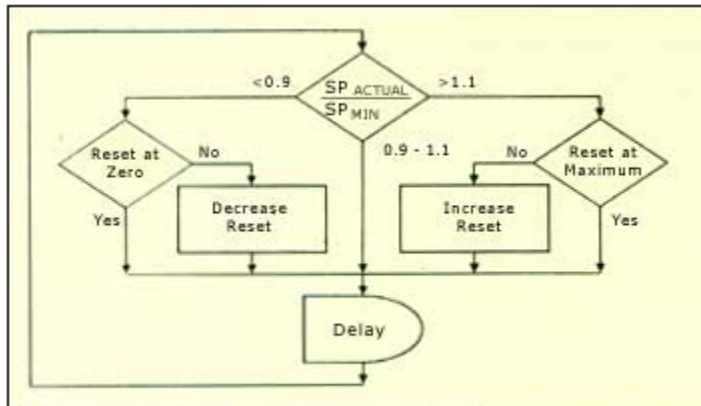 <0.9
SP ACTUAL
SP MIN
>1.1
0.9 - 1.1
Reset at
Zero
No
Yes
Decrease
Reset
No
Increase
Reset
Reset at
Maximum
Yes
Delay